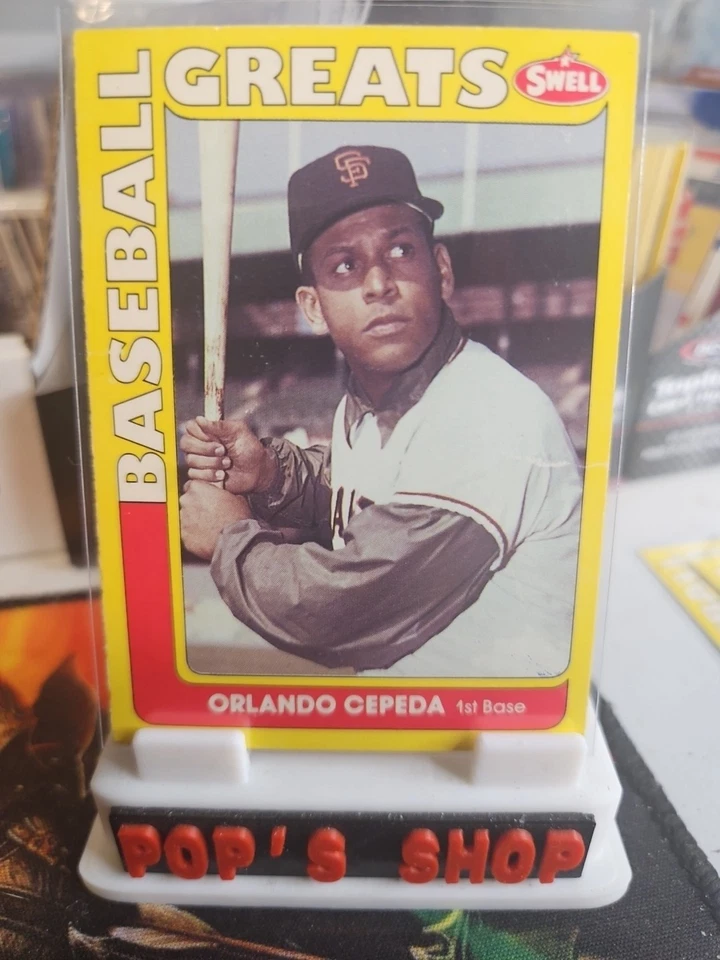 BASEBALL
GREATS
SWELL
SF
ORLANDO CEPEDA 1st Base
POP'S SHOP